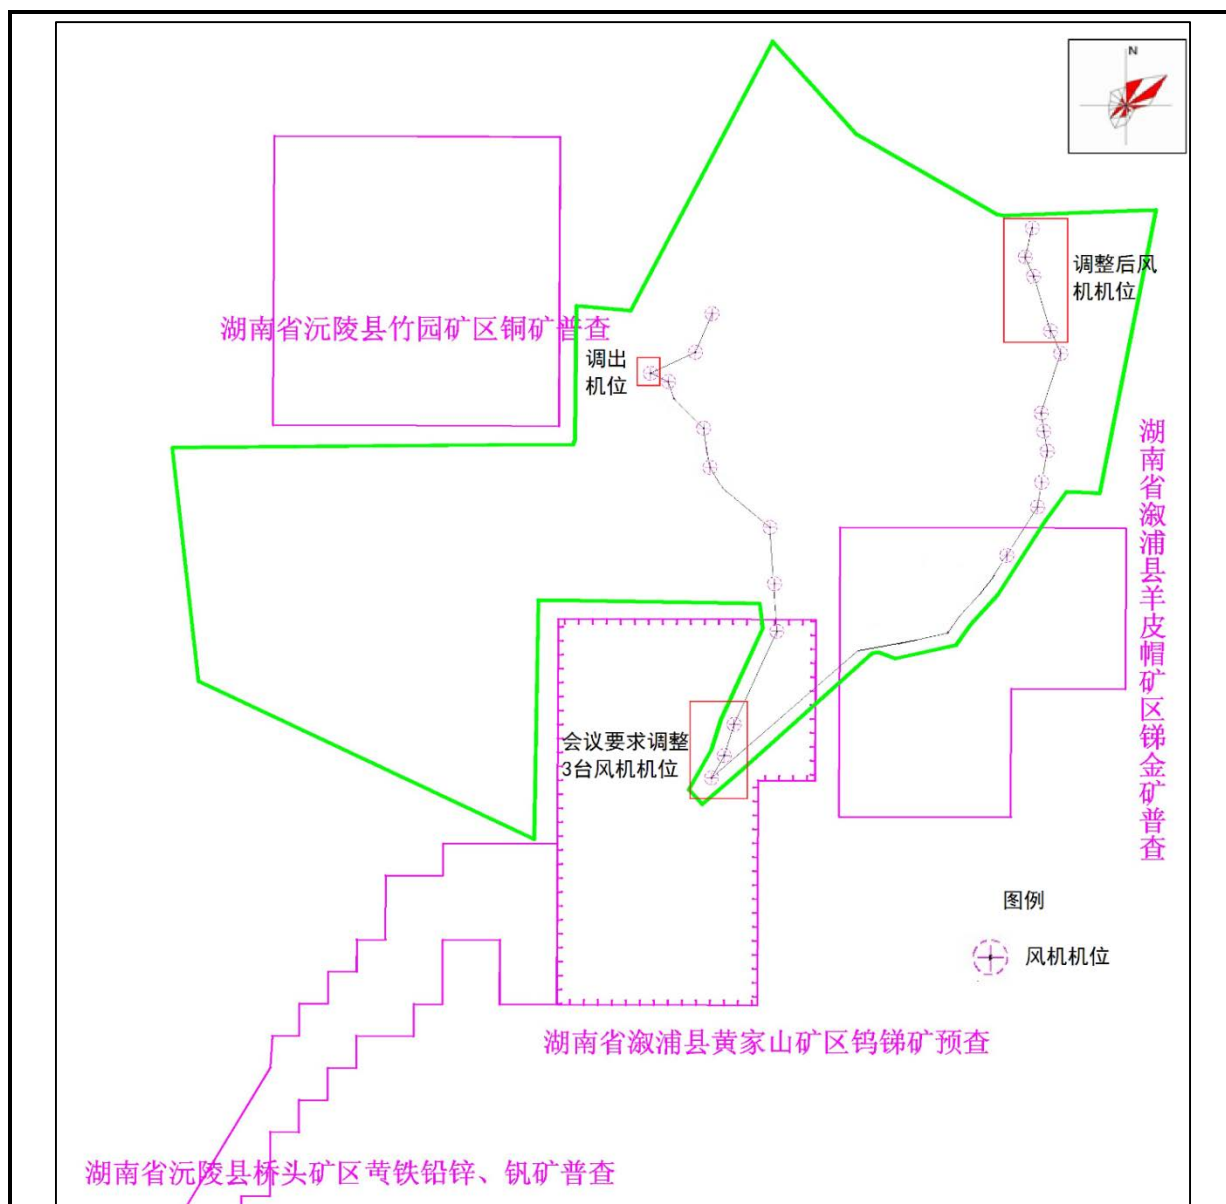 N
湖南省沅陵县竹园矿区铜矿普查
调整后风
机机位
调出
机位
湖南省溆浦县羊皮帽矿区锑金矿普查
会议要求调整
3台风机机位
图例
风机机位
湖南省溆浦县黄家山矿区钨锑矿预查
湖南省沅陵县桥头矿区芎铁铅锌、钒矿普查